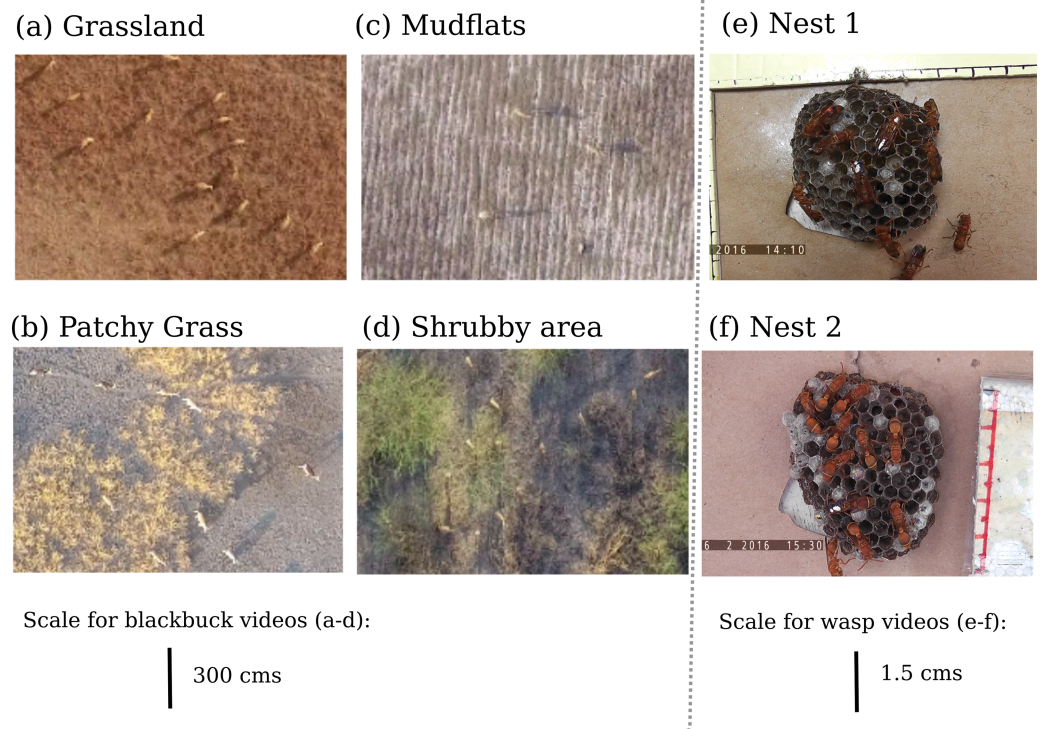 (a) Grassland
(c) Mudflats
(e) Nest 1
2016 14:10
(b) Patchy Grass
(d) Shrubby area
(f) Nest 2
6 2 2016 15:30
Scale for blackbuck videos (a-d):
300 cms
Scale for wasp videos (e-f):
1.5 cms